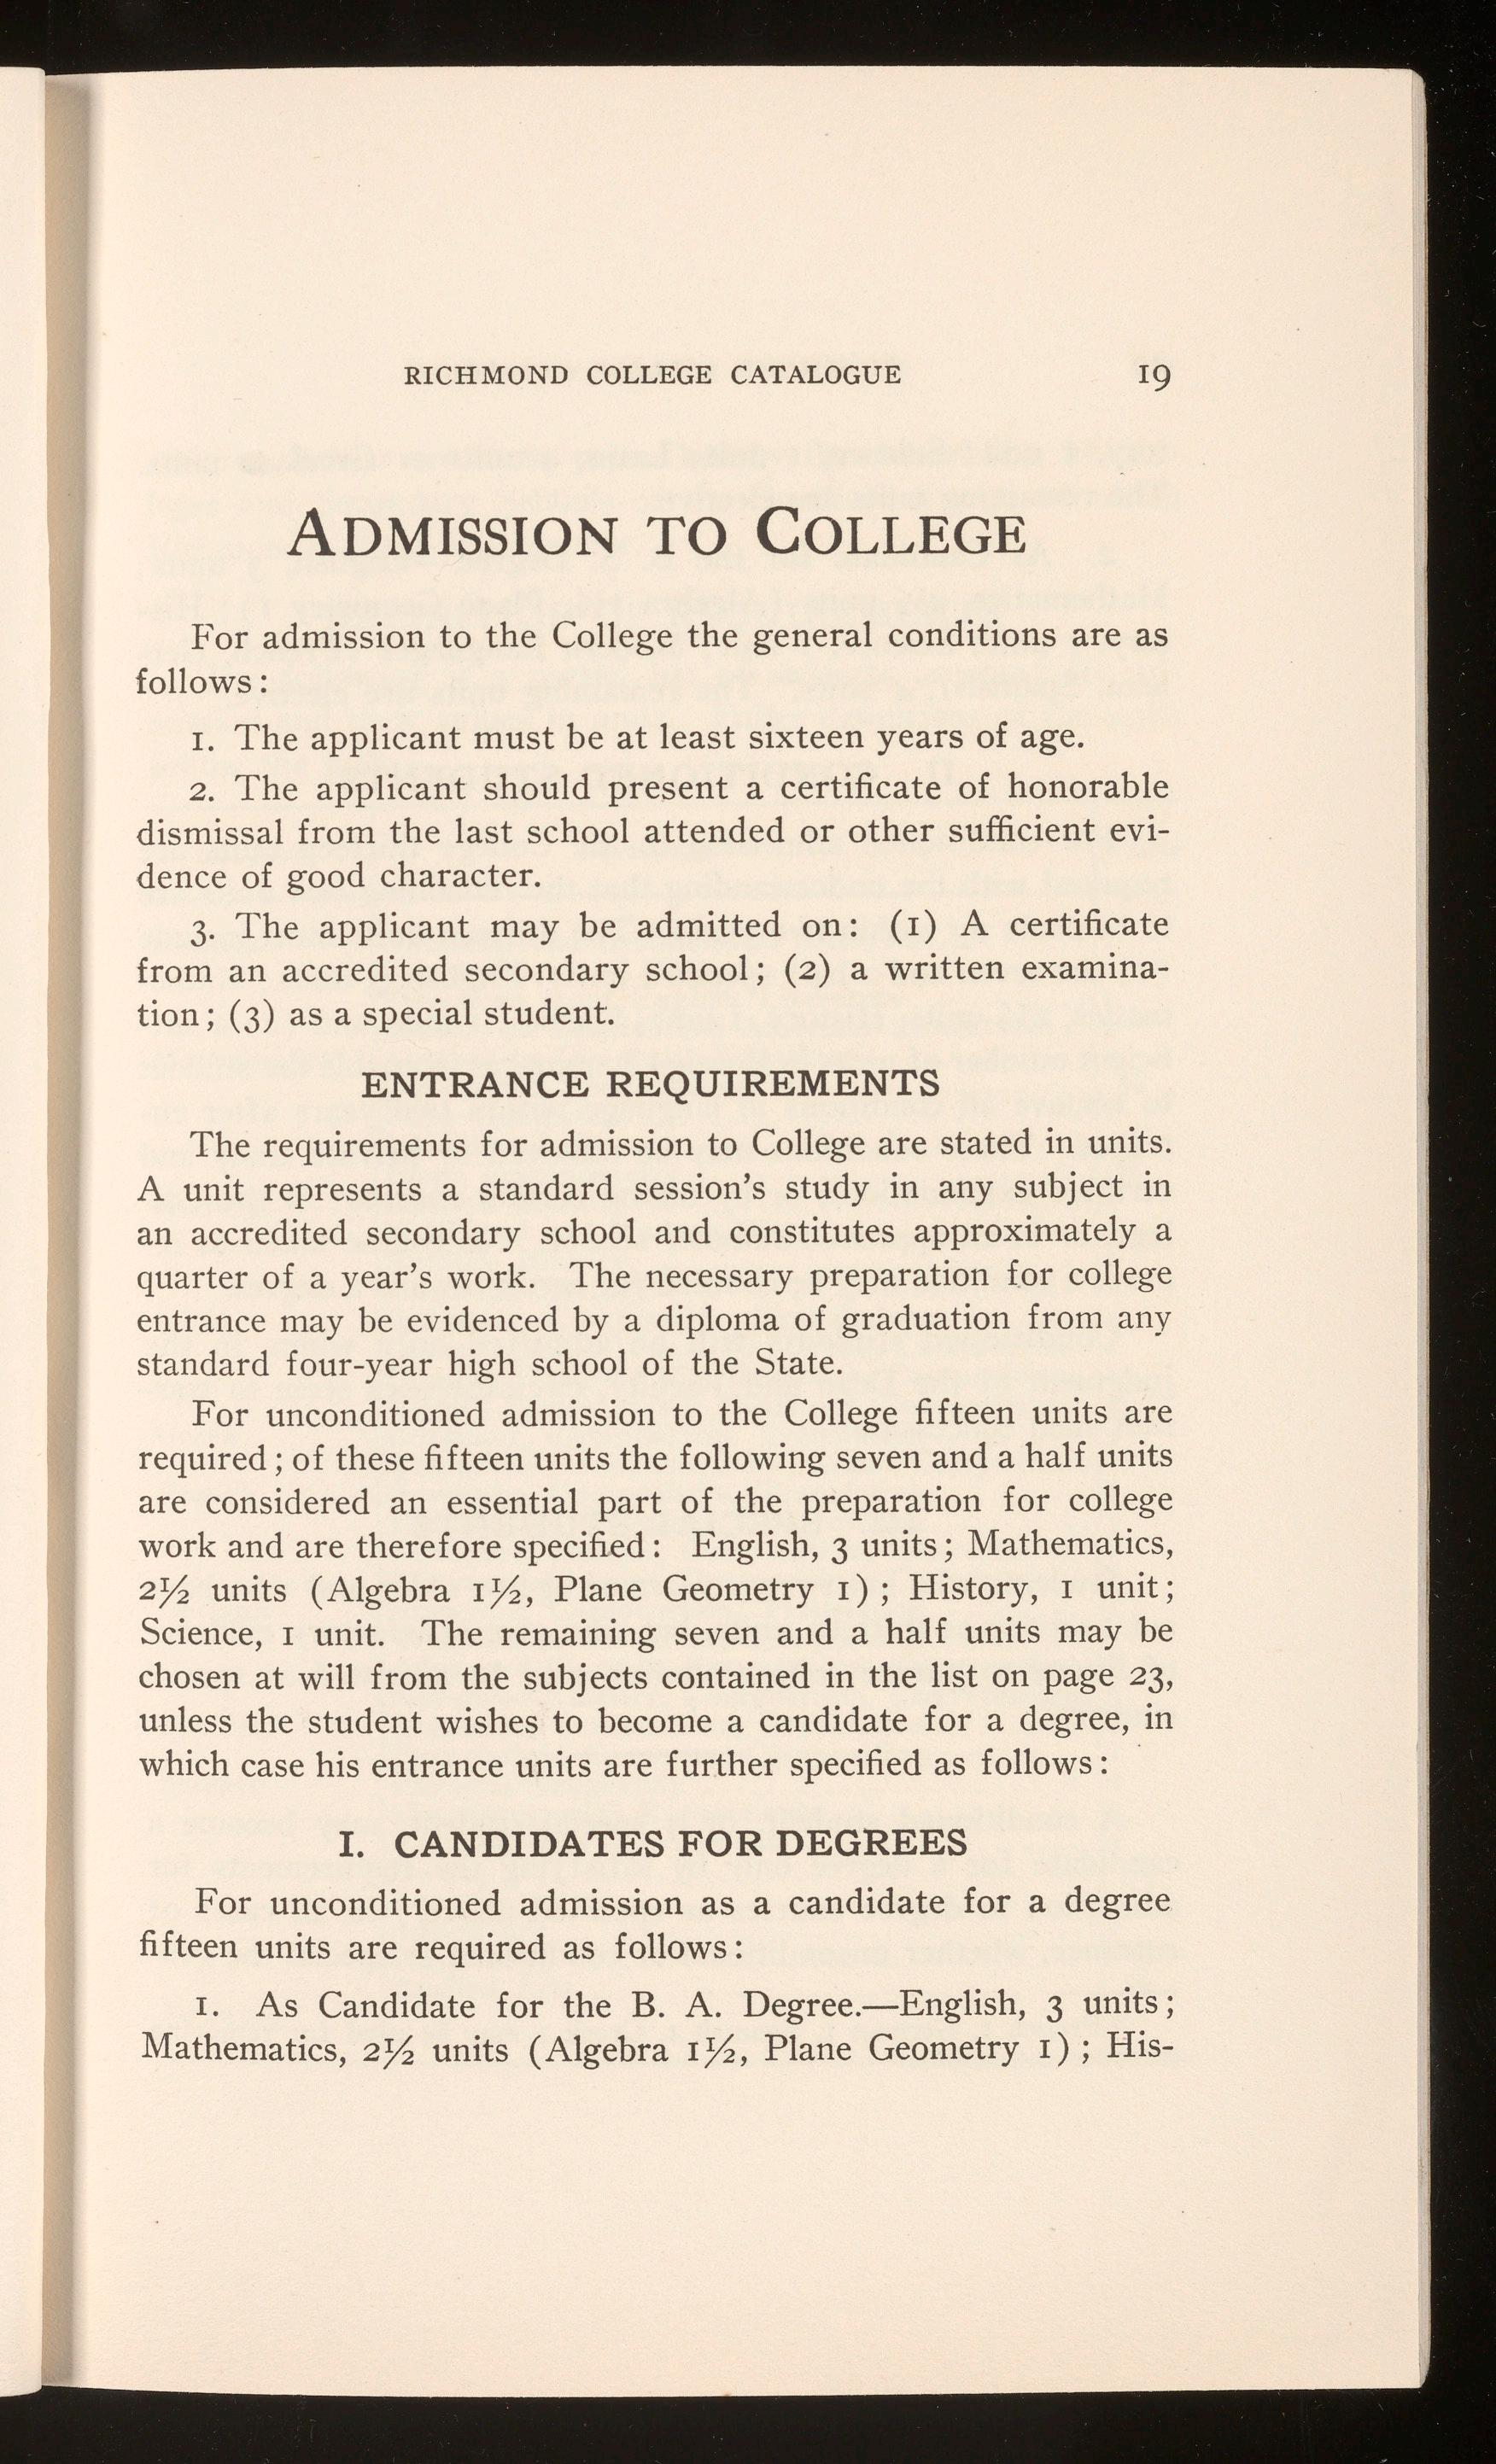 RICHMOND COLLEGE CATALOGUE 19
ADMISSION TO COLLEGE
For admission to the College the general conditions are as
follows:
1. The applicant must be at least sixteen years of age.
2. The applicant should present a certificate of honorable
dismissal from the last school attended or other sufficient evi-
dence of good character.
3. The applicant may be admitted on: (1) A certificate
from an accredited secondary school; (2) a written examina-
tion; (3) as a special student.
ENTRANCE REQUIREMENTS
The requirements for admission to College are stated in units.
A unit represents a standard session's study in any subject in
an accredited secondary school and constitutes approximately a
quarter of a year's work. The necessary preparation for college
entrance may be evidenced by a diploma of graduation from any
standard four-year high school of the State.
For unconditioned admission to the College fifteen units are
required; of these fifteen units the following seven and a half units
are considered an essential part of the preparation for college
work and are therefore specified: English, 3 units; Mathematics,
2½ units (Algebra 1½, Plane Geometry 1); History, 1 unit;
Science, 1 unit. The remaining seven and a half units may be
chosen at will from the subjects contained in the list on page 23,
unless the student wishes to become a candidate for a degree, in
which case his entrance units are further specified as follows:
I. CANDIDATES FOR DEGREES
For unconditioned admission as a candidate for a degree
fifteen units are required as follows:
1. As Candidate for the B. A. Degree.—English, 3 units;
Mathematics, 2½ units (Algebra 1½, Plane Geometry 1); His-